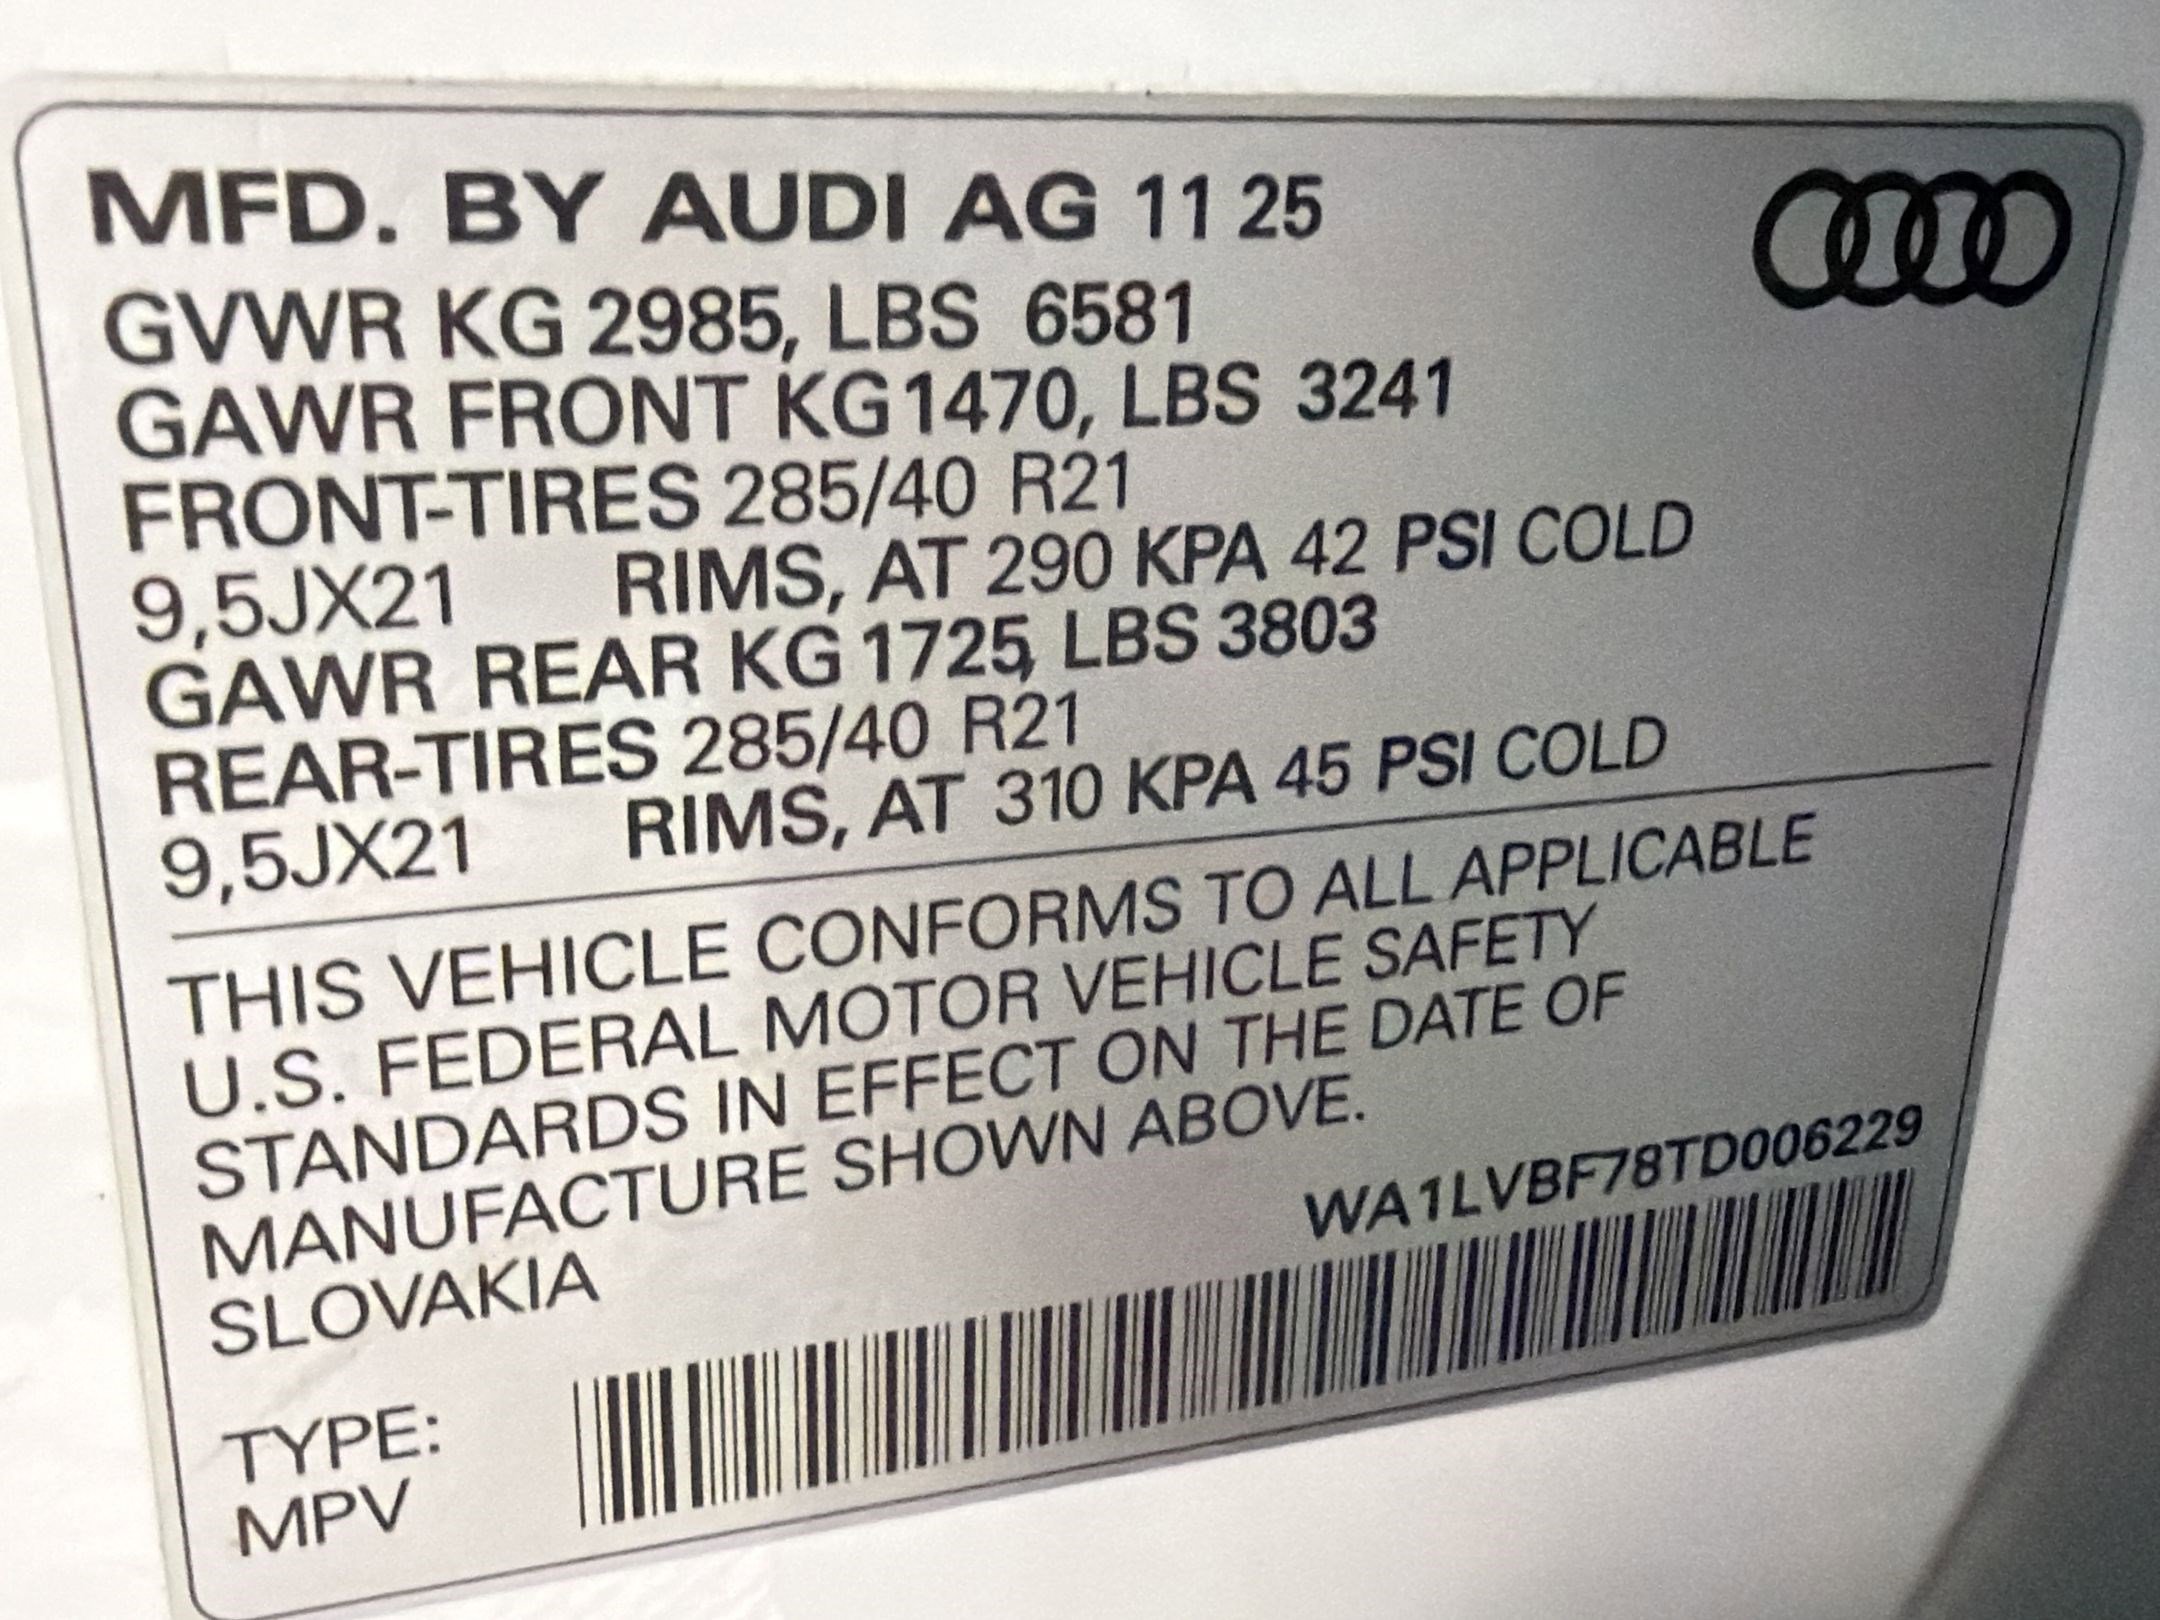 MFD. BY AUDI AG 11 25
GVWR KG 2985, LBS 6581
GAWR FRONT KG 1470, LBS 3241
FRONT-TIRES 285/40 R21
9,5JX21 RIMS, AT 290 KPA 42 PSI COLD
GAWR REAR KG 1725, LBS 3803
REAR-TIRES 285/40 R21
9,5JX21 RIMS, AT 310 KPA 45 PSI COLD
THIS VEHICLE CONFORMS TO ALL APPLICABLE
U.S. FEDERAL MOTOR VEHICLE SAFETY
STANDARDS IN EFFECT ON THE DATE OF
MANUFACTURE SHOWN ABOVE.
SLOVAKIA
WA1LVBF78TD006229
TYPE:
MPV